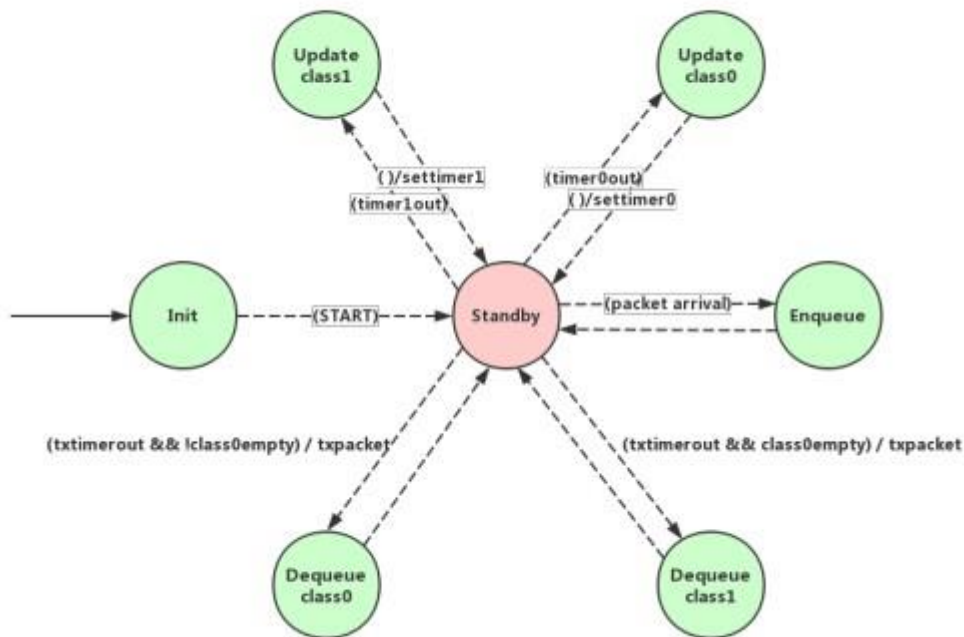 Update
class1
Update
class0
( )/settimer1
(timer1out)
(timer0out)
( )/settimer0
Init
(START)
Standby
(packet arrival)
Enqueue
(txtimerout && !class0empty) / txpacket
(txtimerout && class0empty) / txpacket
Dequeue
class0
Dequeue
class1